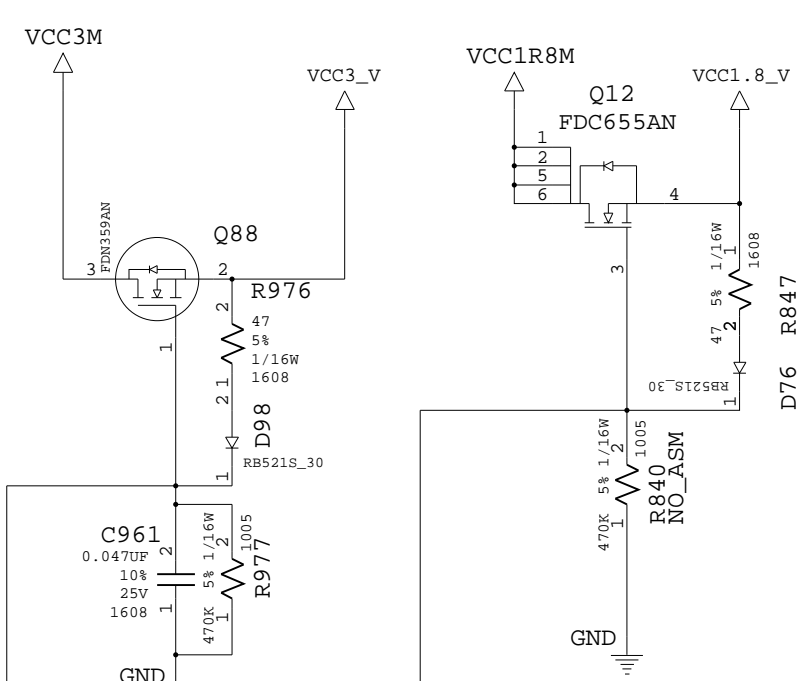 VCC3M
VCC3_V
FDN359AN
Q88
3
2
1
R976
2
47
5%
1/16W
1608
1
2
D98
RB521S_30
1
C961
0.047UF
10%
25V
1608
2
1
1/16W
5%
470K
2
1
1005
R977
GND
VCC1R8M
VCC1.8_V
Q12
FDC655AN
1
2
5
6
4
3
1/16W
5%
47
1
2
1608
R847
RB521S_30
1
D76
1/16W
5%
470K
2
1
1005
R840
NO_ASM
GND